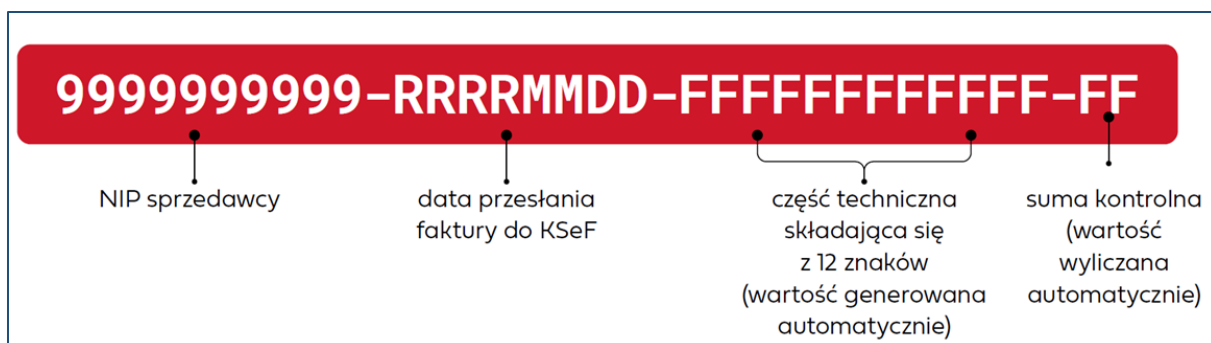 9999999999-RRRRMMDD-FFFFFFFFFFFF-FF
NIP sprzedawcy
data przesłania
faktury do KSeF
część techniczna
składająca się
z 12 znaków
(wartość generowana
automatycznie)
suma kontrolna
(wartość
wyliczana
automatycznie)